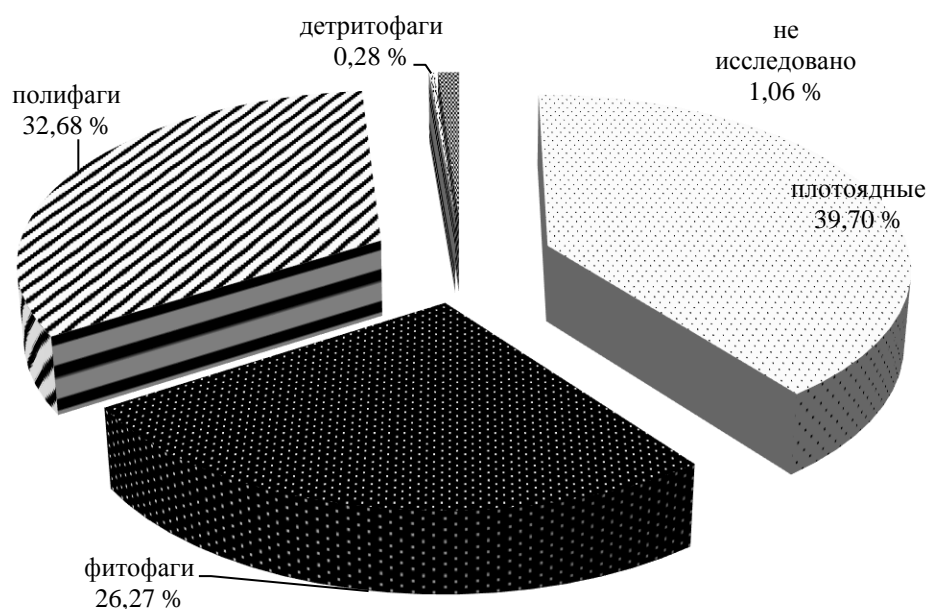 детритофаги
0,28 %
не
исследовано
1,06 %
полифаги
32,68 %
плотоядные
39,70 %
фитофаги
26,27 %